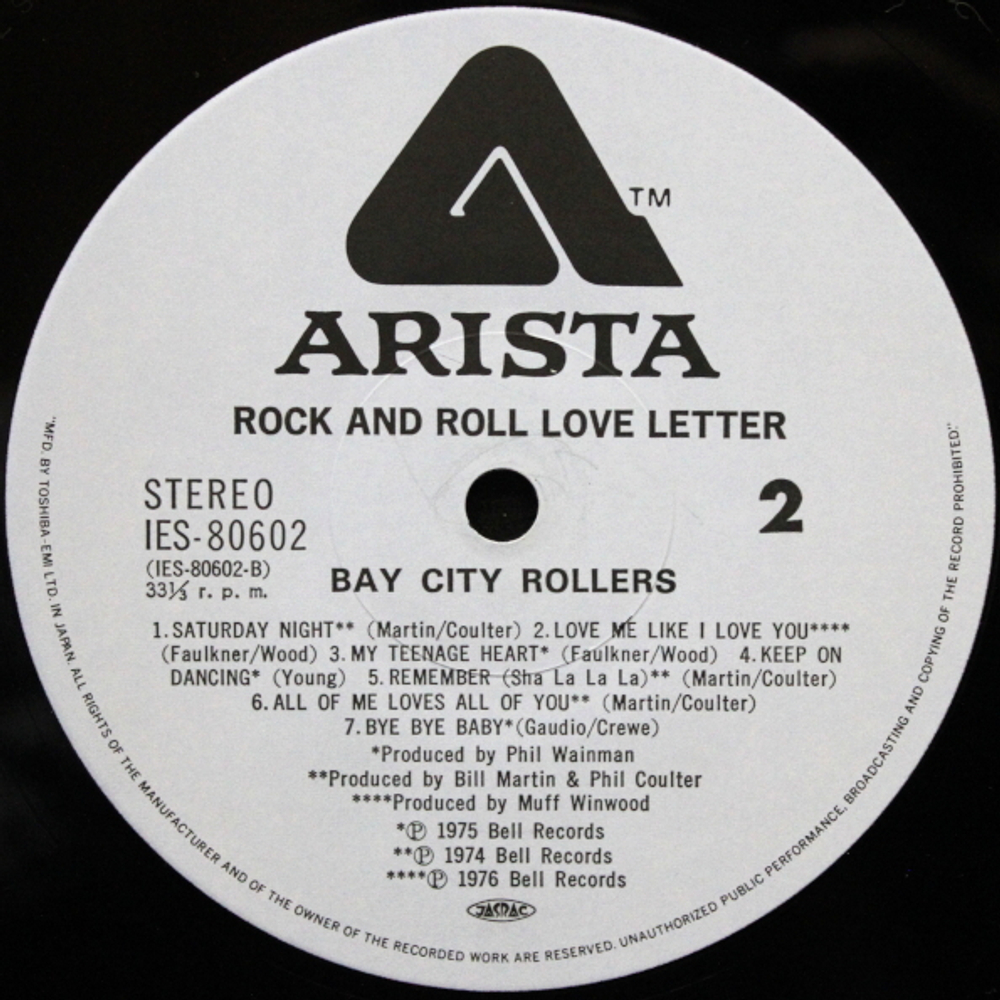 TM
ARISTA
ROCK AND ROLL LOVE LETTER
STEREO
IES-80602
(IES-80602-B)
33⅓ r. p. m.
2
BAY CITY ROLLERS
1. SATURDAY NIGHT** (Martin/Coulter) 2. LOVE ME LIKE I LOVE YOU****
(Faulkner/Wood) 3. MY TEENAGE HEART* (Faulkner/Wood) 4. KEEP ON
DANCING* (Young) 5. REMEMBER (Sha La La La)** (Martin/Coulter)
6. ALL OF ME LOVES ALL OF YOU** (Martin/Coulter)
7. BYE BYE BABY*(Gaudio/Crewe)
*Produced by Phil Wainman
**Produced by Bill Martin & Phil Coulter
****Produced by Muff Winwood
*℗ 1975 Bell Records
**℗ 1974 Bell Records
****℗ 1976 Bell Records
JASRAC
"MFD. BY TOSHIBA-EMI LTD. IN JAPAN. ALL RIGHTS OF THE MANUFACTURER AND OF THE OWNER OF THE RECORDED WORK ARE RESERVED. UNAUTHORIZED PUBLIC PERFORMANCE, BROADCASTING AND COPYING OF THE RECORD PROHIBITED."